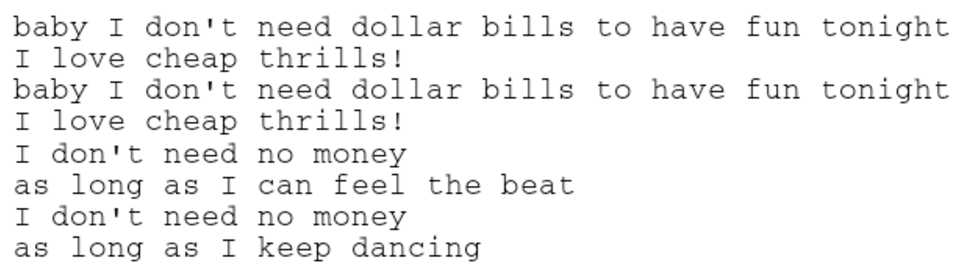 baby I don't need dollar bills to have fun tonight
I love cheap thrills!
baby I don't need dollar bills to have fun tonight
I love cheap thrills!
I don't need no money
as long as I can feel the beat
I don't need no money
as long as I keep dancing